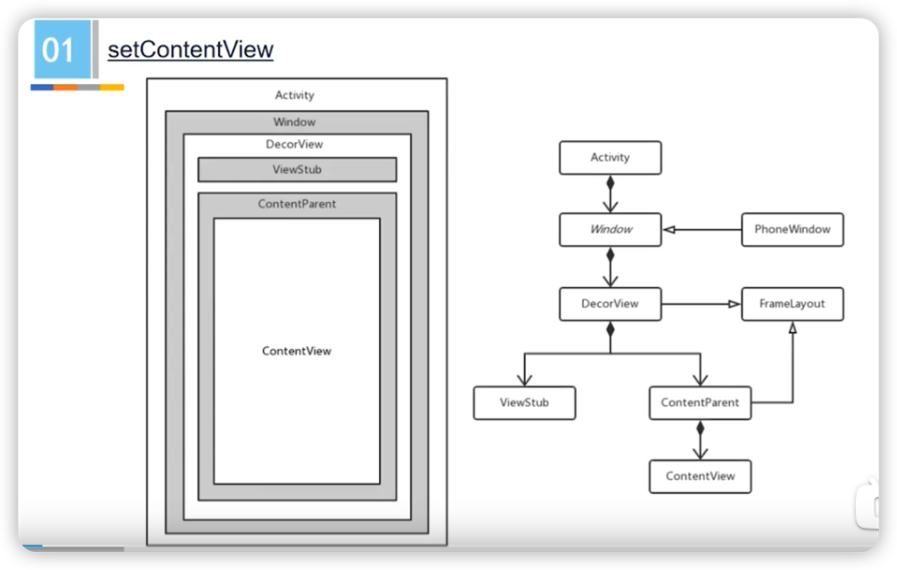 01
setContentView
Activity
Window
DecorView
ViewStub
ContentParent
ContentView
Activity
Window
PhoneWindow
DecorView
FrameLayout
ViewStub
ContentParent
ContentView